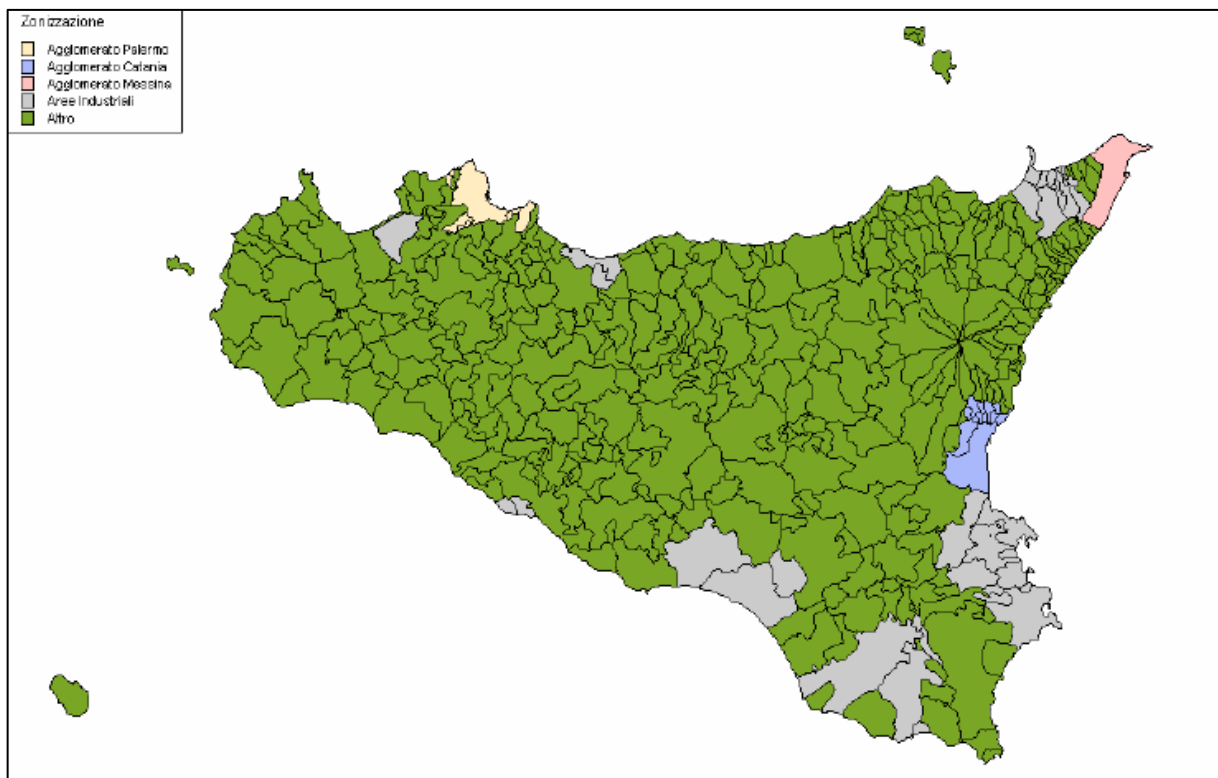 Zonizzazione
Agglomerato Palermo
Agglomerato Catania
Agglomerato Messina
Aree Industriali
Altro